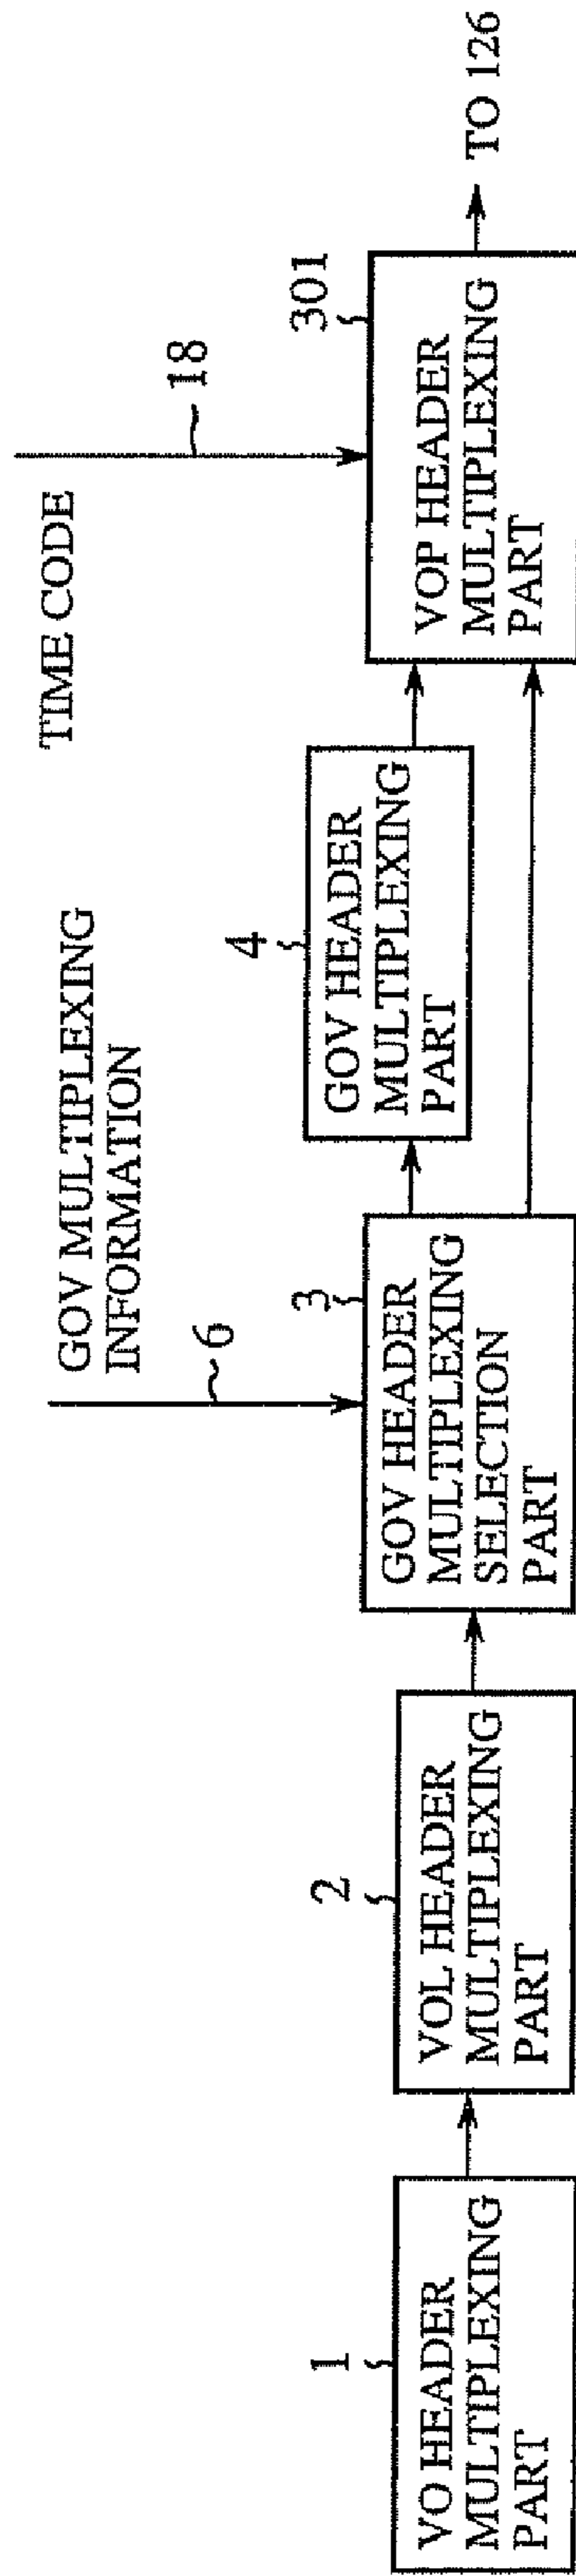 1
VO HEADER
MULTIPLEXING
PART
2
VOL HEADER
MULTIPLEXING
PART
GOV MULTIPLEXING
INFORMATION
6
3
GOV HEADER
MULTIPLEXING
SELECTION
PART
4
GOV HEADER
MULTIPLEXING
PART
TIME CODE
18
301
VOP HEADER
MULTIPLEXING
PART
TO 126